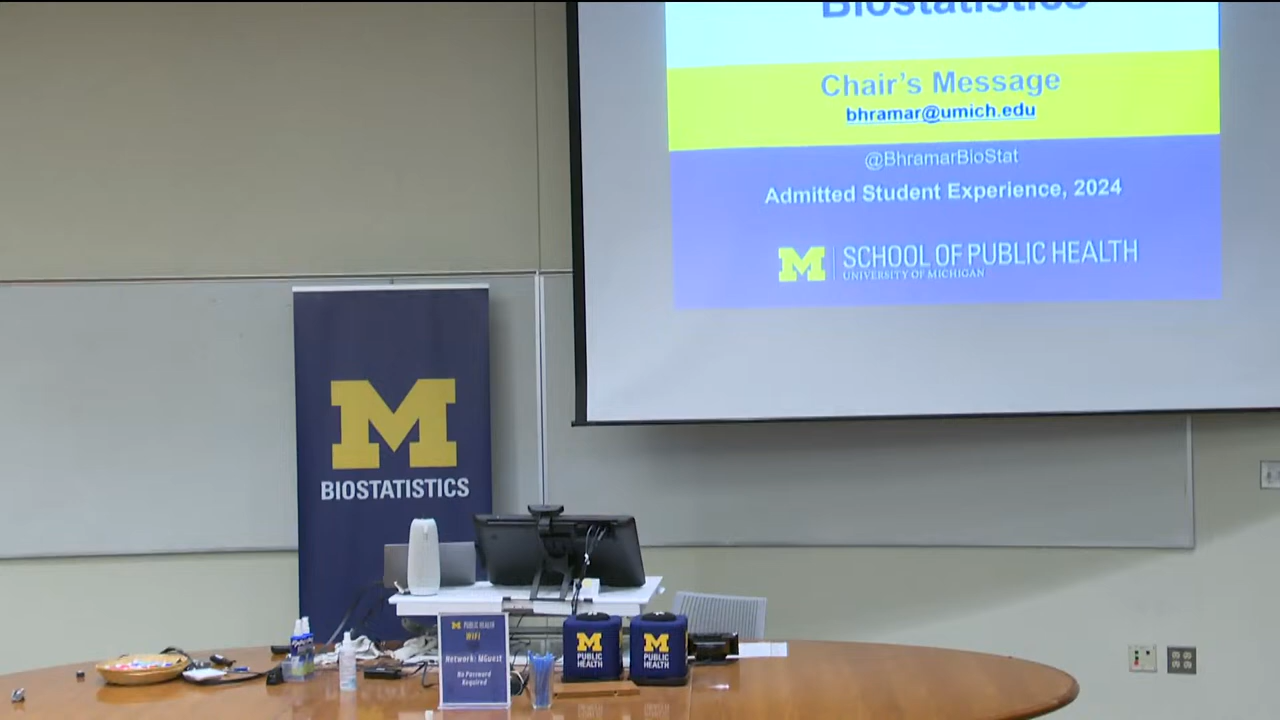 Biostatistics
Chair's Message
bhramar@umich.edu
@BhramarBioStat
Admitted Student Experience, 2024
M SCHOOL OF PUBLIC HEALTH
UNIVERSITY OF MICHIGAN
M
BIOSTATISTICS
M PUBLIC HEALTH
WiFi
Network: MGuest
No Password
Required
M
PUBLIC
HEALTH
M
PUBLIC
HEALTH